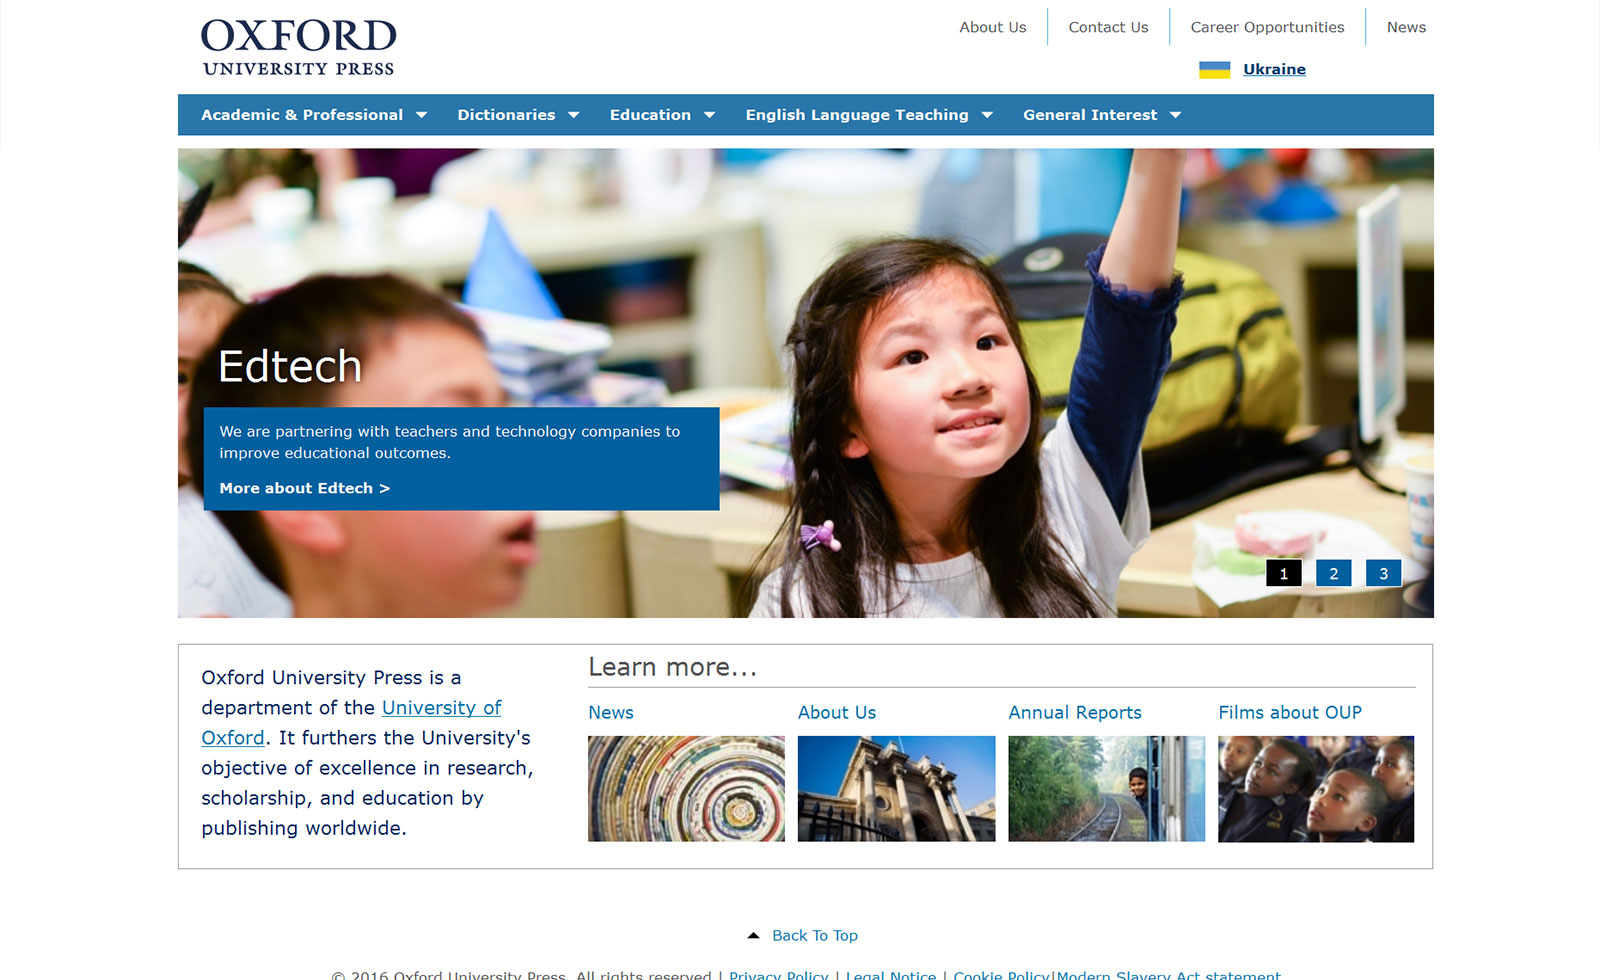 OXFORD
UNIVERSITY PRESS
About Us
Contact Us
Career Opportunities
News
Ukraine
Academic & Professional
Dictionaries
Education
English Language Teaching
General Interest
Edtech
We are partnering with teachers and technology companies to
improve educational outcomes.
More about Edtech >
1
2
3
Oxford University Press is a
department of the University of
Oxford. It furthers the University's
objective of excellence in research,
scholarship, and education by
publishing worldwide.
Learn more...
News
About Us
Annual Reports
Films about OUP
Back To Top
© 2016 Oxford University Press. All rights reserved | Privacy Policy | Legal Notice | Cookie Policy|Modern Slavery Act statement